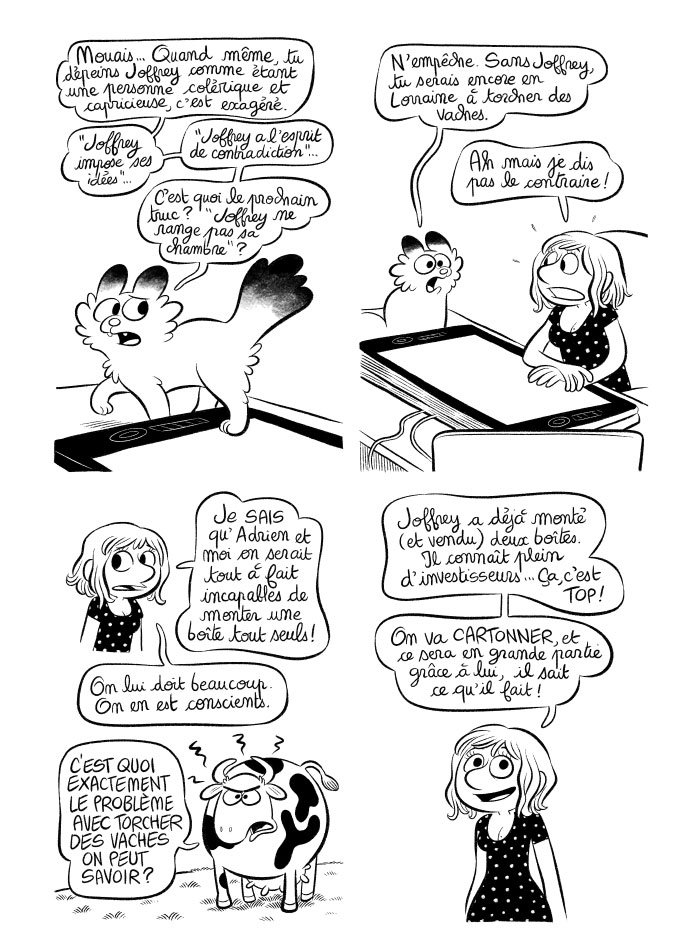 Mouais... Quand même, tu
dépeins Joffrey comme étant
une personne colérique et
capricieuse, c'est exagéré.
"Joffrey
impose ses
idées"...
"Joffrey a l'esprit
de contradiction"...
C'est quoi le prochain
truc ? "Joffrey ne
range pas sa
chambre" ?
N'empêche. Sans Joffrey,
tu serais encore en
Lorraine à torcher des
vaches.
Ah mais je dis
pas le contraire !
Je SAIS
qu'Adrien et
moi on serait
tout à fait
incapables de
monter une
boîte tout seuls !
On lui doit beaucoup.
On en est conscients.
C'EST QUOI
EXACTEMENT
LE PROBLÈME
AVEC TORCHER
DES VACHES
ON PEUT
SAVOIR ?
Joffrey a déjà monté
(et vendu) deux boîtes.
Il connaît plein
d'investisseurs... Ça, c'est
TOP !
On va CARTONNER, et
ce sera en grande partie
grâce à lui, il sait
ce qu'il fait !